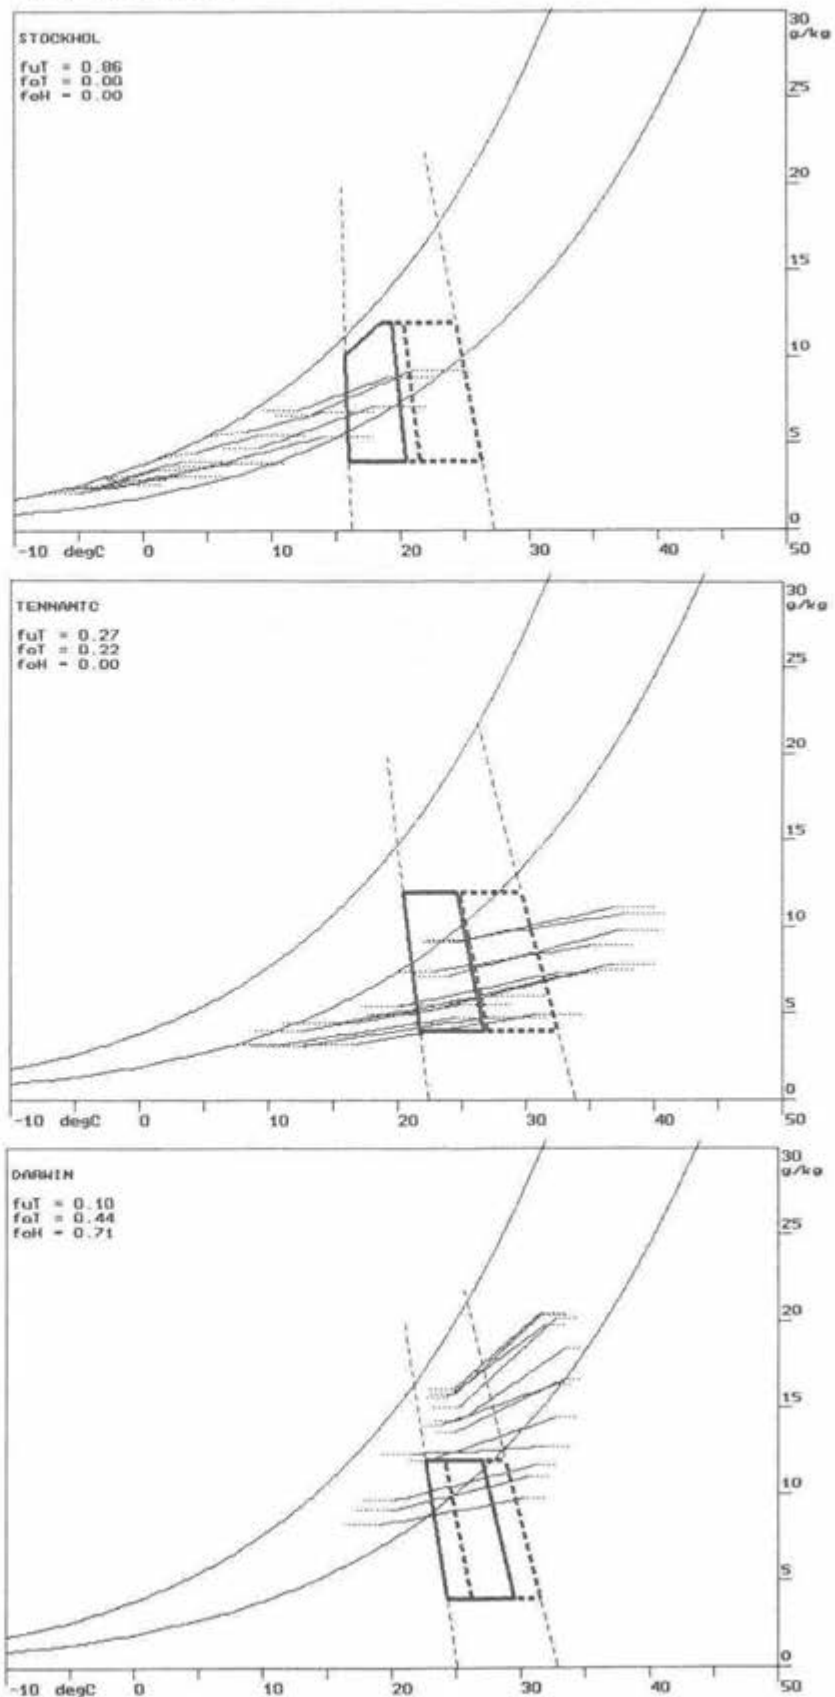 STOCKHOL
fuT = 0.86
foT = 0.00
foH = 0.00
30
g/kg
25
20
15
10
5
0
-10 degC 0 10 20 30 40 50
TENNANTC
fuT = 0.27
foT = 0.22
foH = 0.00
30
g/kg
25
20
15
10
5
0
-10 degC 0 10 20 30 40 50
DARWIN
fuT = 0.10
foT = 0.44
foH = 0.71
30
g/kg
25
20
15
10
5
0
-10 degC 0 10 20 30 40 50